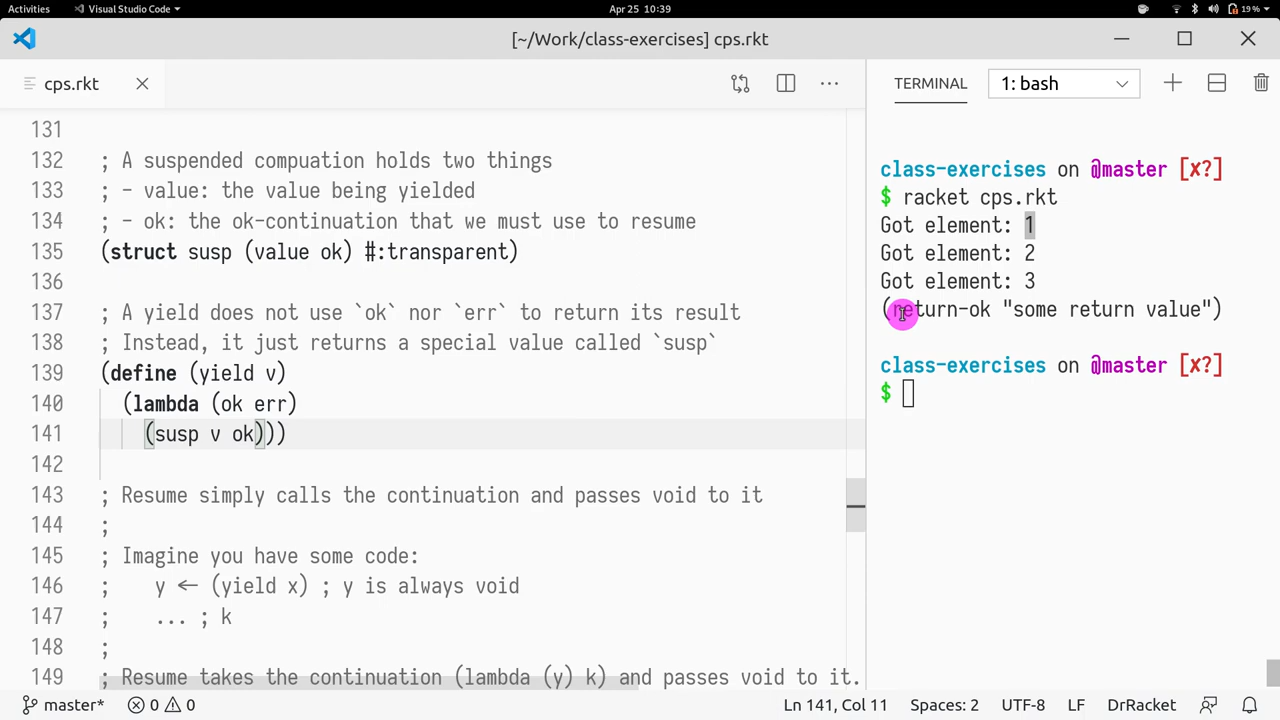 Activities Visual Studio Code Apr 25 10:39 19%
[~/Work/class-exercises] cps.rkt
cps.rkt
TERMINAL 1: bash
131
132 ; A suspended compuation holds two things
133 ; - value: the value being yielded
134 ; - ok: the ok-continuation that we must use to resume
135 (struct susp (value ok) #:transparent)
136
137 ; A yield does not use `ok` nor `err` to return its result
138 ; Instead, it just returns a special value called `susp`
139 (define (yield v)
140 (lambda (ok err)
141 (susp v ok)))
142
143 ; Resume simply calls the continuation and passes void to it
144 ;
145 ; Imagine you have some code:
146 ; y <- (yield x) ; y is always void
147 ; ... ; k
148 ;
149 ; Resume takes the continuation (lambda (y) k) and passes void to it.
class-exercises on @master [x?]
$ racket cps.rkt
Got element: 1
Got element: 2
Got element: 3
(return-ok "some return value")
class-exercises on @master [x?]
$
master* 0 0 Ln 141, Col 11 Spaces: 2 UTF-8 LF DrRacket